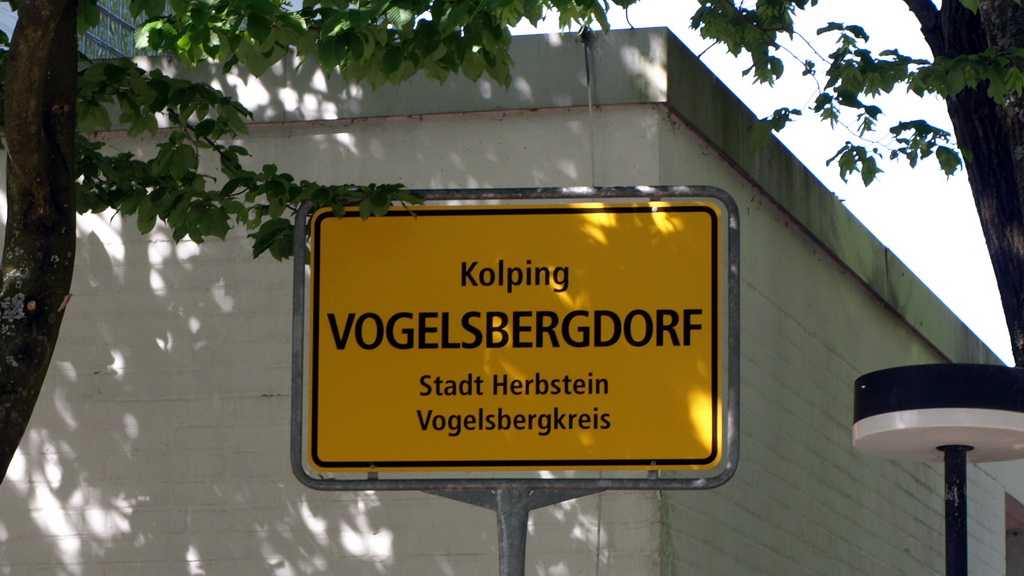 Kolping
VOGELSBERGDORF
Stadt Herbstein
Vogelsbergkreis